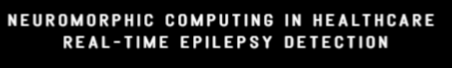 NEUROMORPHIC COMPUTING IN HEALTHCARE
REAL-TIME EPILEPSY DETECTION